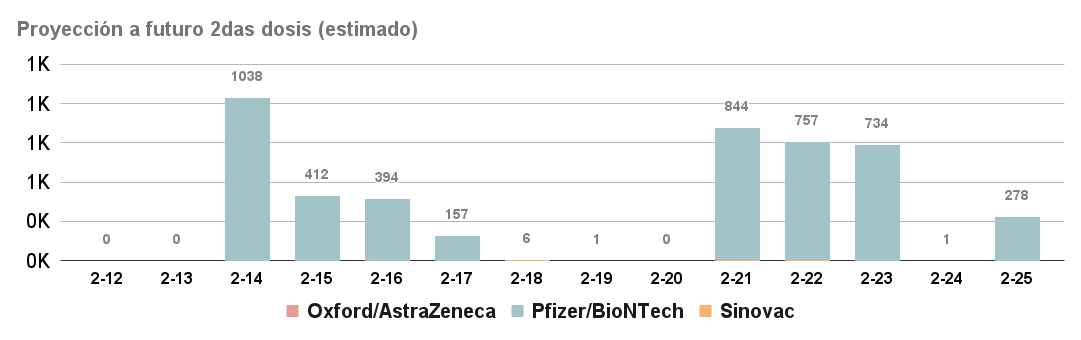 Proyección a futuro 2das dosis (estimado)
1K
1K
1K
1K
0K
0K
0
0
1038
412
394
157
6
1
0
844
757
734
1
278
2-12 2-13 2-14 2-15 2-16 2-17 2-18 2-19 2-20 2-21 2-22 2-23 2-24 2-25
Oxford/AstraZeneca Pfizer/BioNTech Sinovac